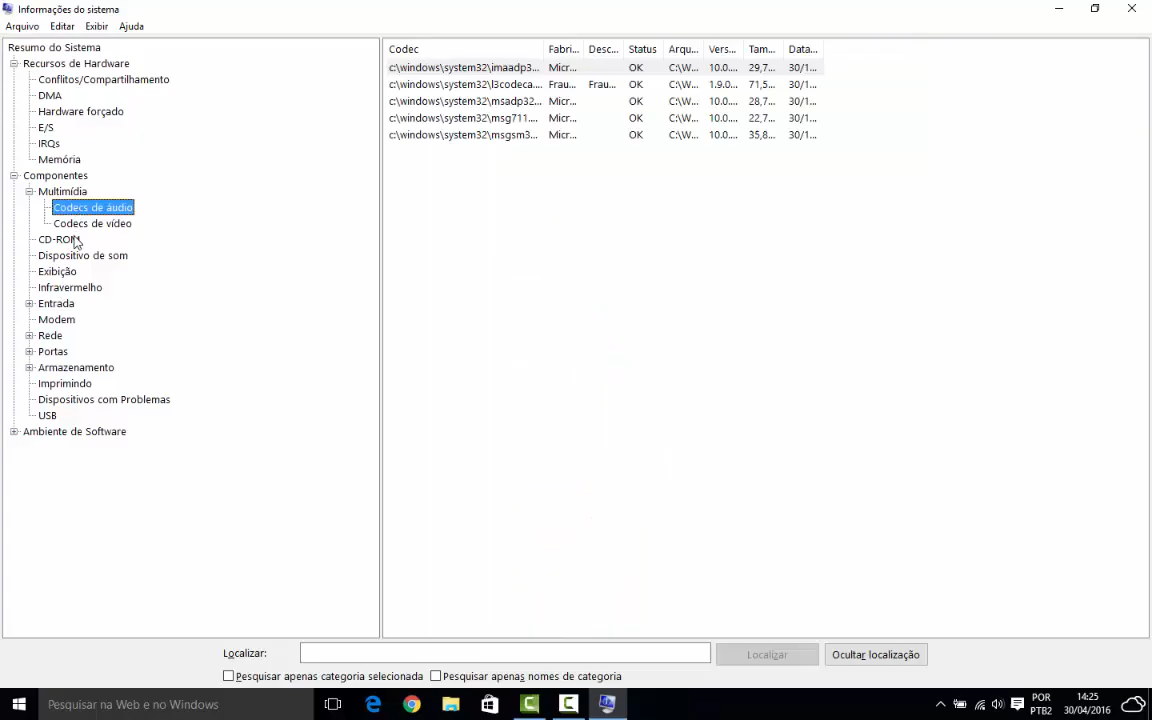 Informações do sistema
Arquivo Editar Exibir Ajuda
Resumo do Sistema
Recursos de Hardware
Conflitos/Compartilhamento
DMA
Hardware forçado
E/S
IRQs
Memória
Componentes
Multimídia
Codecs de áudio
Codecs de vídeo
CD-ROM
Dispositivo de som
Exibição
Infravermelho
Entrada
Modem
Rede
Portas
Armazenamento
Imprimindo
Dispositivos com Problemas
USB
Ambiente de Software
Codec Fabri... Desc... Status Arqu... Vers... Tam... Data...
c:\windows\system32\imaadp3... Micr... OK C:\W... 10.0.... 29,7... 30/1...
c:\windows\system32\l3codeca.... Frau... Frau... OK C:\W... 1.9.0... 71,5... 30/1...
c:\windows\system32\msadp32... Micr... OK C:\W... 10.0.... 28,7... 30/1...
c:\windows\system32\msg711.... Micr... OK C:\W... 10.0.... 22,7... 30/1...
c:\windows\system32\msgsm3... Micr... OK C:\W... 10.0.... 35,8... 30/1...
Localizar: Localizar Ocultar localização
Pesquisar apenas categoria selecionada Pesquisar apenas nomes de categoria
Pesquisar na Web e no Windows
POR
PTB2
14:25
30/04/2016